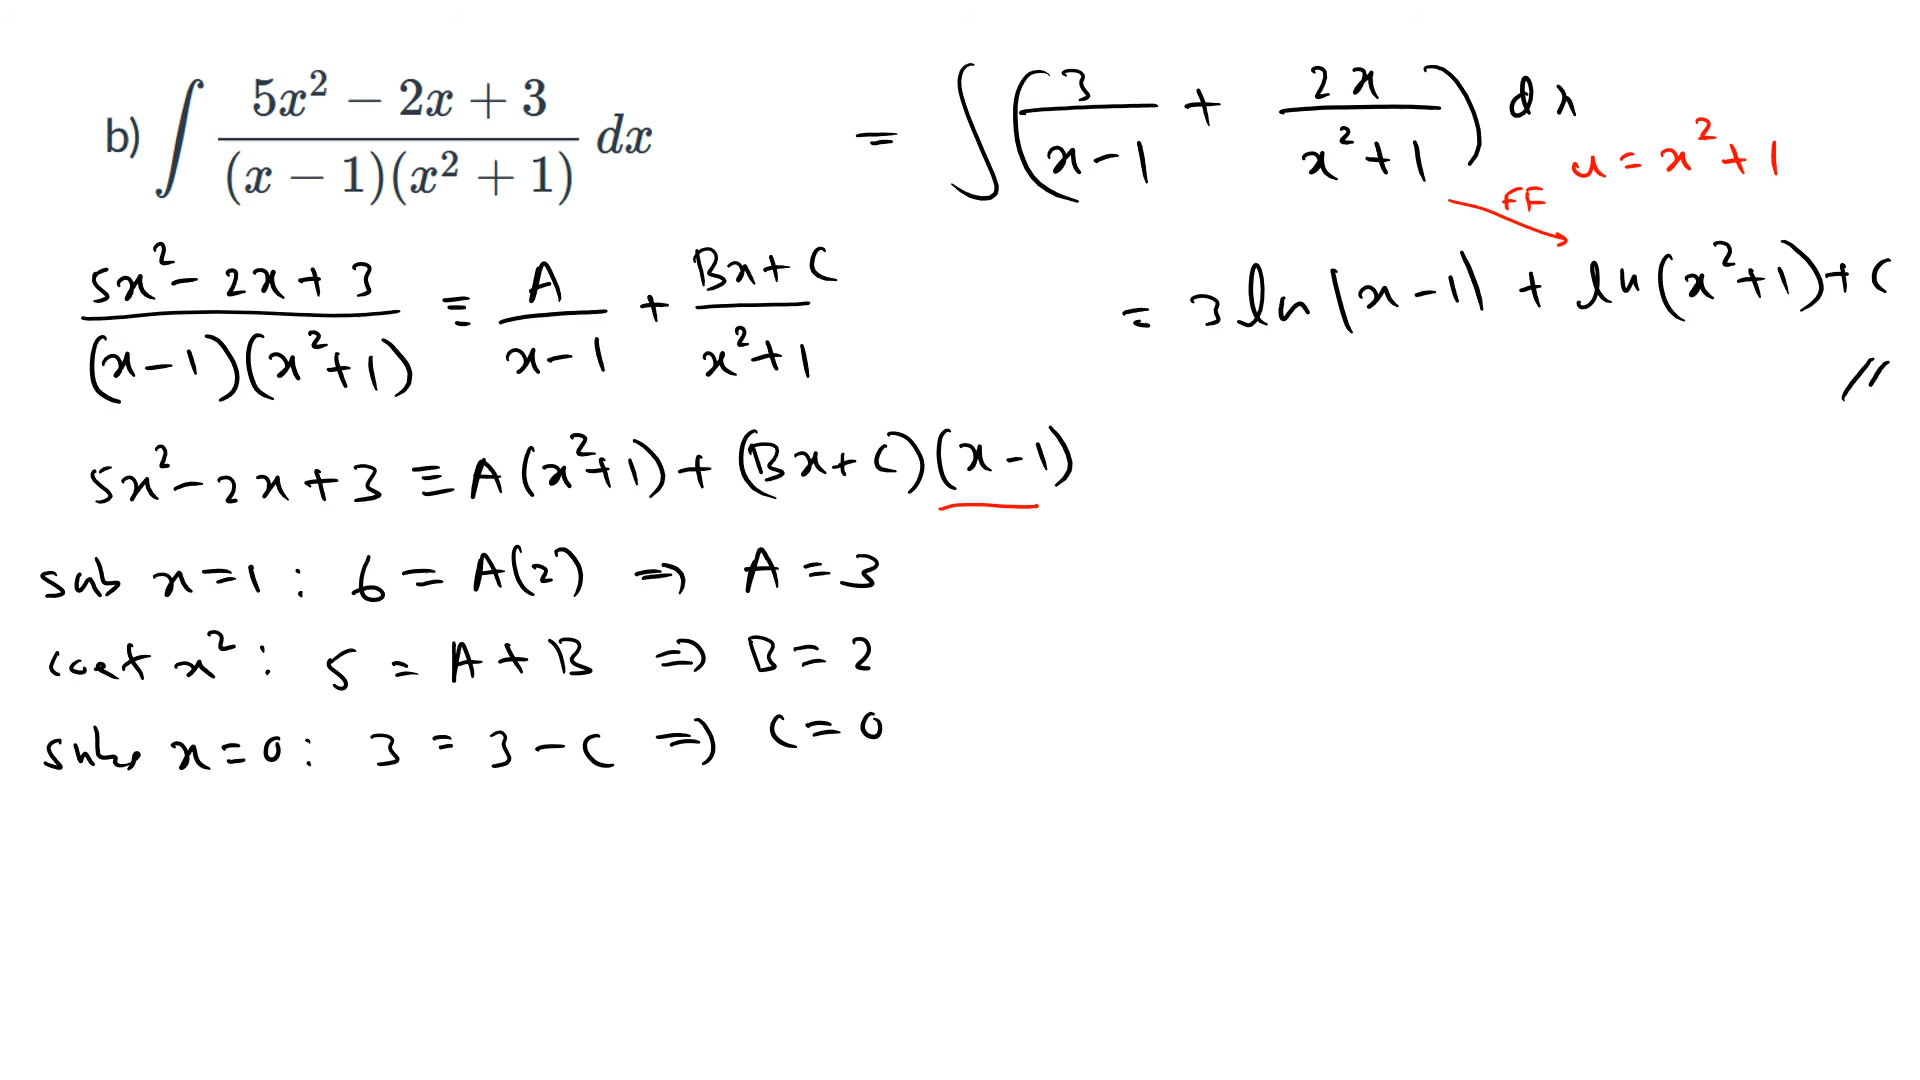 b) ∫ (5x² − 2x + 3)/((x − 1)(x² + 1)) dx
(5x² − 2x + 3)/((x − 1)(x² + 1)) ≡ A/(x − 1) + (Bx + C)/(x² + 1)
5x² − 2x + 3 ≡ A(x² + 1) + (Bx + C)(x − 1)
sub x = 1 : 6 = A(2) ⇒ A = 3
coef x² : 5 = A + B ⇒ B = 2
subs x = 0 : 3 = 3 − C ⇒ C = 0
= ∫ (3/(x − 1) + 2x/(x² + 1)) dx
u = x² + 1
FF
= 3 ln |x − 1| + ln (x² + 1) + C
//